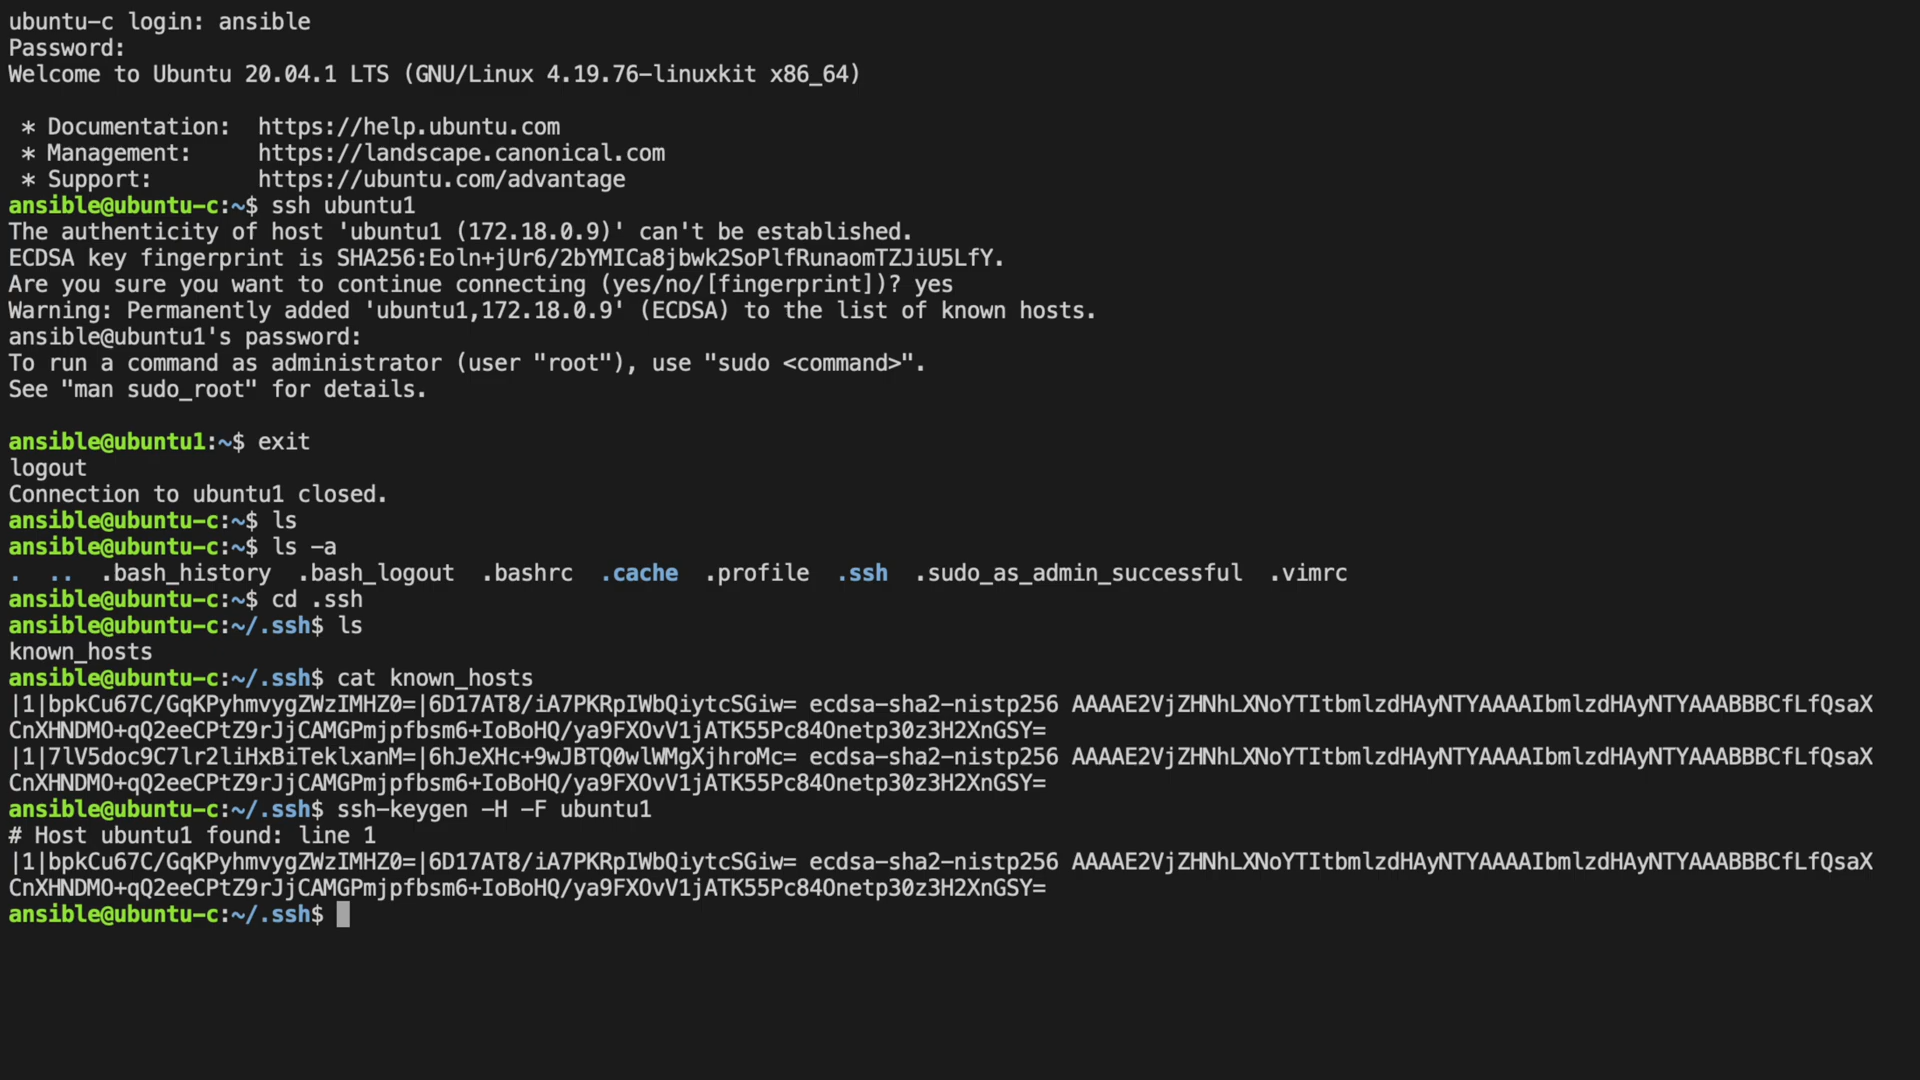 ubuntu-c login: ansible
Password:
Welcome to Ubuntu 20.04.1 LTS (GNU/Linux 4.19.76-linuxkit x86_64)
* Documentation:  https://help.ubuntu.com
* Management:     https://landscape.canonical.com
* Support:        https://ubuntu.com/advantage
ansible@ubuntu-c:~$ ssh ubuntu1
The authenticity of host 'ubuntu1 (172.18.0.9)' can't be established.
ECDSA key fingerprint is SHA256:Eoln+jUr6/2bYMICa8jbwk2SoPlfRunaomTZJiU5LfY.
Are you sure you want to continue connecting (yes/no/[fingerprint])? yes
Warning: Permanently added 'ubuntu1,172.18.0.9' (ECDSA) to the list of known hosts.
ansible@ubuntu1's password:
To run a command as administrator (user "root"), use "sudo <command>".
See "man sudo_root" for details.
ansible@ubuntu1:~$ exit
logout
Connection to ubuntu1 closed.
ansible@ubuntu-c:~$ ls
ansible@ubuntu-c:~$ ls -a
.  ..  .bash_history  .bash_logout  .bashrc  .cache  .profile  .ssh  .sudo_as_admin_successful  .vimrc
ansible@ubuntu-c:~$ cd .ssh
ansible@ubuntu-c:~/.ssh$ ls
known_hosts
ansible@ubuntu-c:~/.ssh$ cat known_hosts
|1|bpkCu67C/GqKPyhmvygZWzIMHZ0=|6D17AT8/iA7PKRpIWbQiytcSGiw= ecdsa-sha2-nistp256 AAAAE2VjZHNhLXNoYTItbmlzdHAyNTYAAAAIbmlzdHAyNTYAAABBBCfLfQsaX
CnXHNDMO+qQ2eeCPtZ9rJjCAMGPmjpfbsm6+IoBoHQ/ya9FXOvV1jATK55Pc84Onetp30z3H2XnGSY=
|1|7lV5doc9C7lr2liHxBiTeklxanM=|6hJeXHc+9wJBTQ0wlWMgXjhroMc= ecdsa-sha2-nistp256 AAAAE2VjZHNhLXNoYTItbmlzdHAyNTYAAAAIbmlzdHAyNTYAAABBBCfLfQsaX
CnXHNDMO+qQ2eeCPtZ9rJjCAMGPmjpfbsm6+IoBoHQ/ya9FXOvV1jATK55Pc84Onetp30z3H2XnGSY=
ansible@ubuntu-c:~/.ssh$ ssh-keygen -H -F ubuntu1
# Host ubuntu1 found: line 1
|1|bpkCu67C/GqKPyhmvygZWzIMHZ0=|6D17AT8/iA7PKRpIWbQiytcSGiw= ecdsa-sha2-nistp256 AAAAE2VjZHNhLXNoYTItbmlzdHAyNTYAAAAIbmlzdHAyNTYAAABBBCfLfQsaX
CnXHNDMO+qQ2eeCPtZ9rJjCAMGPmjpfbsm6+IoBoHQ/ya9FXOvV1jATK55Pc84Onetp30z3H2XnGSY=
ansible@ubuntu-c:~/.ssh$